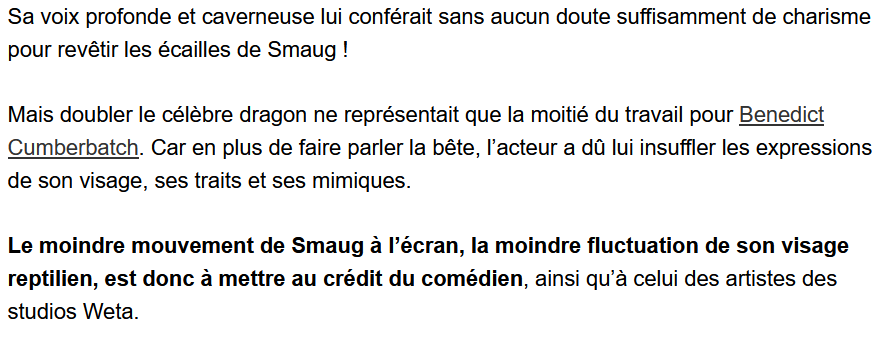 Sa voix profonde et caverneuse lui conférait sans aucun doute suffisamment de charisme
pour revêtir les écailles de Smaug !
Mais doubler le célèbre dragon ne représentait que la moitié du travail pour Benedict
Cumberbatch. Car en plus de faire parler la bête, l’acteur a dû lui insuffler les expressions
de son visage, ses traits et ses mimiques.
Le moindre mouvement de Smaug à l’écran, la moindre fluctuation de son visage
reptilien, est donc à mettre au crédit du comédien, ainsi qu’à celui des artistes des
studios Weta.